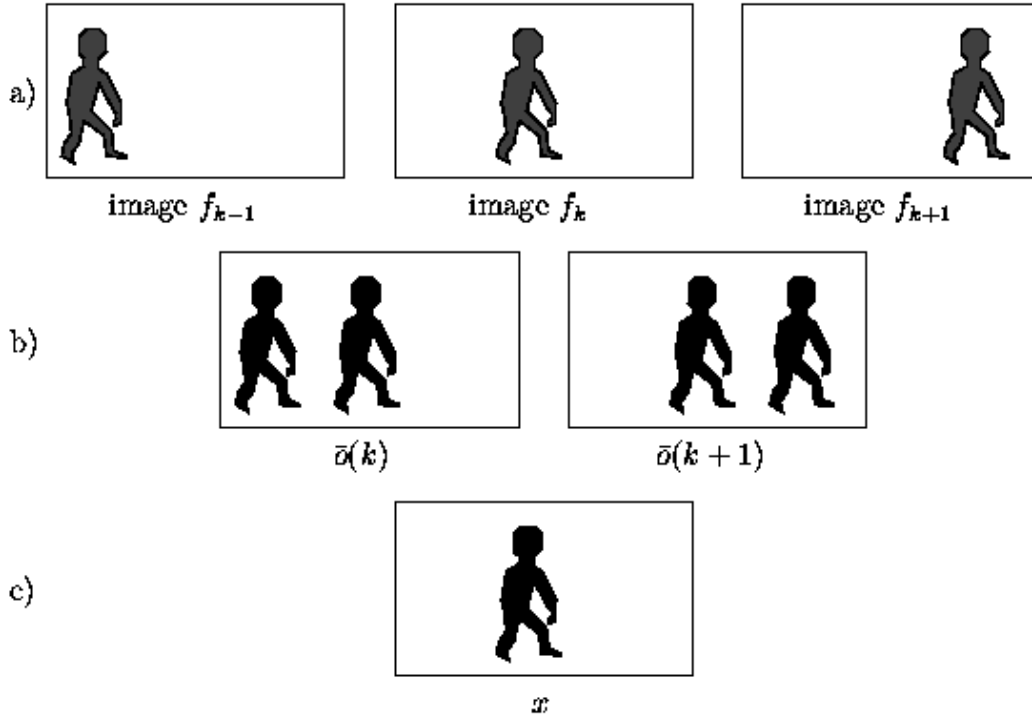 a)
image f_{k-1} image f_k image f_{k+1}
b)
ō(k) ō(k + 1)
c)
x